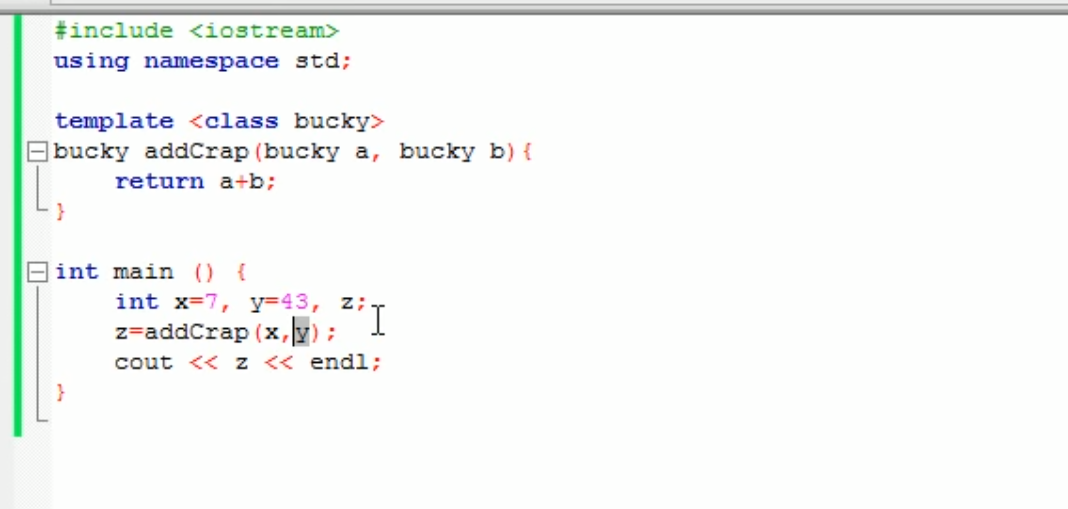 #include <iostream>
using namespace std;
template <class bucky>
bucky addCrap(bucky a, bucky b){
return a+b;
}
int main () {
int x=7, y=43, z;
z=addCrap(x,y);
cout << z << endl;
}